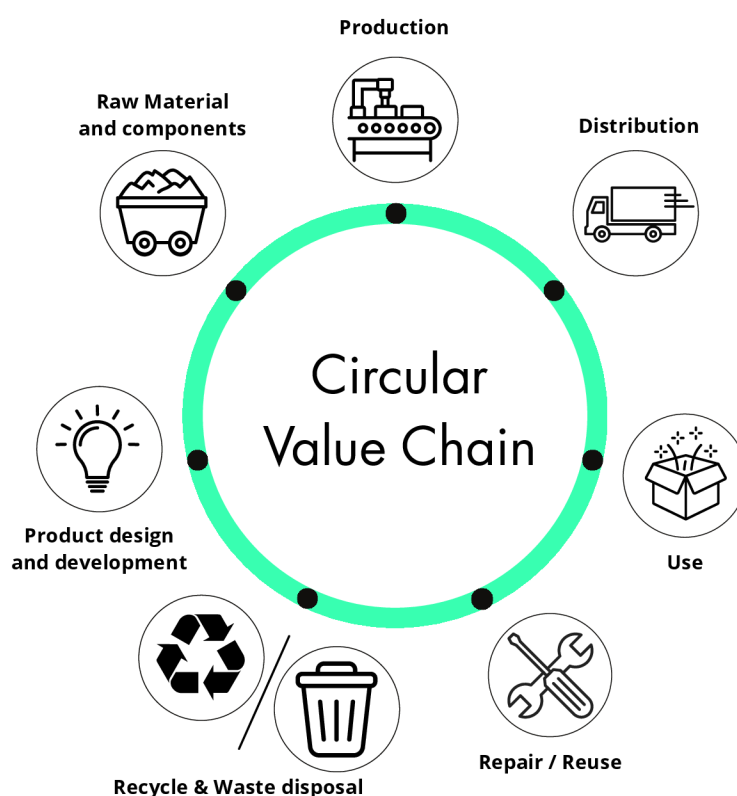 Production
Raw Material
and components
Distribution
Circular
Value Chain
Product design
and development
Use
Repair / Reuse
Recycle & Waste disposal